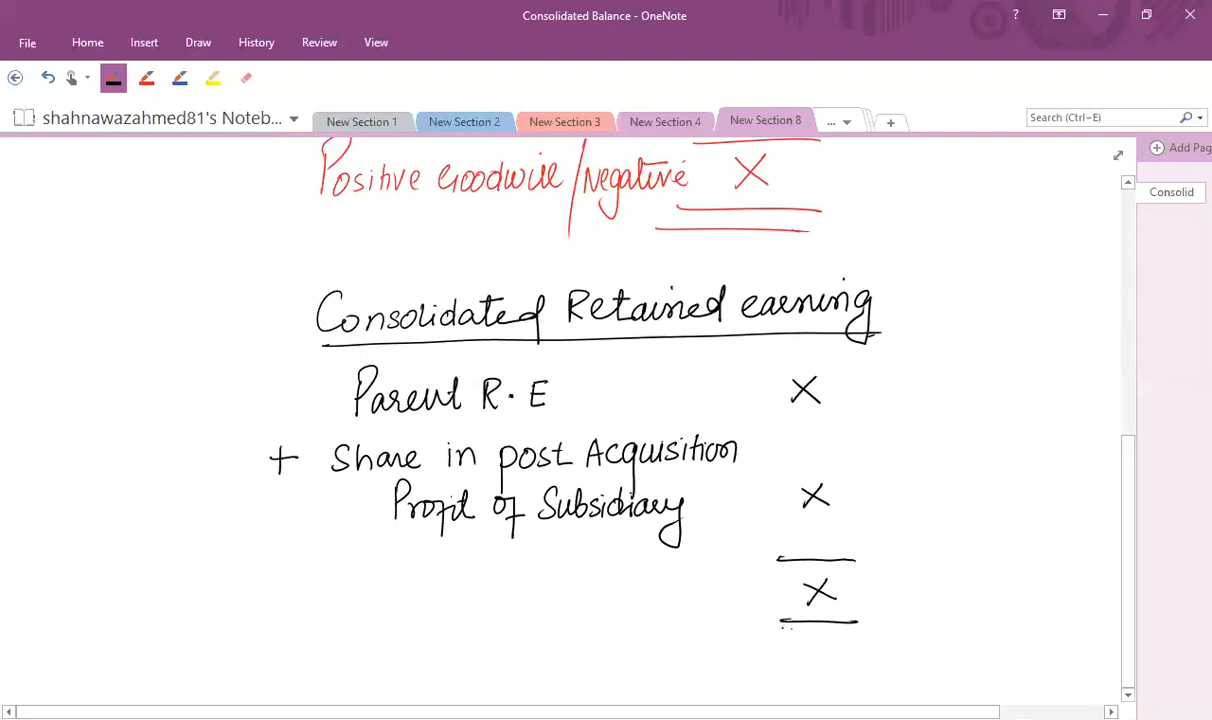 Consolidated Balance - OneNote
?
File Home Insert Draw History Review View
shahnawazahmed81's Noteb... New Section 1 New Section 2 New Section 3 New Section 4 New Section 8 ... + Search (Ctrl+E)
Add Pag
Consolid
Positive Goodwill/Negative X
Consolidated Retained earning
Parent R.E X
+ Share in post Acquisition
Profit of Subsidiary X
X